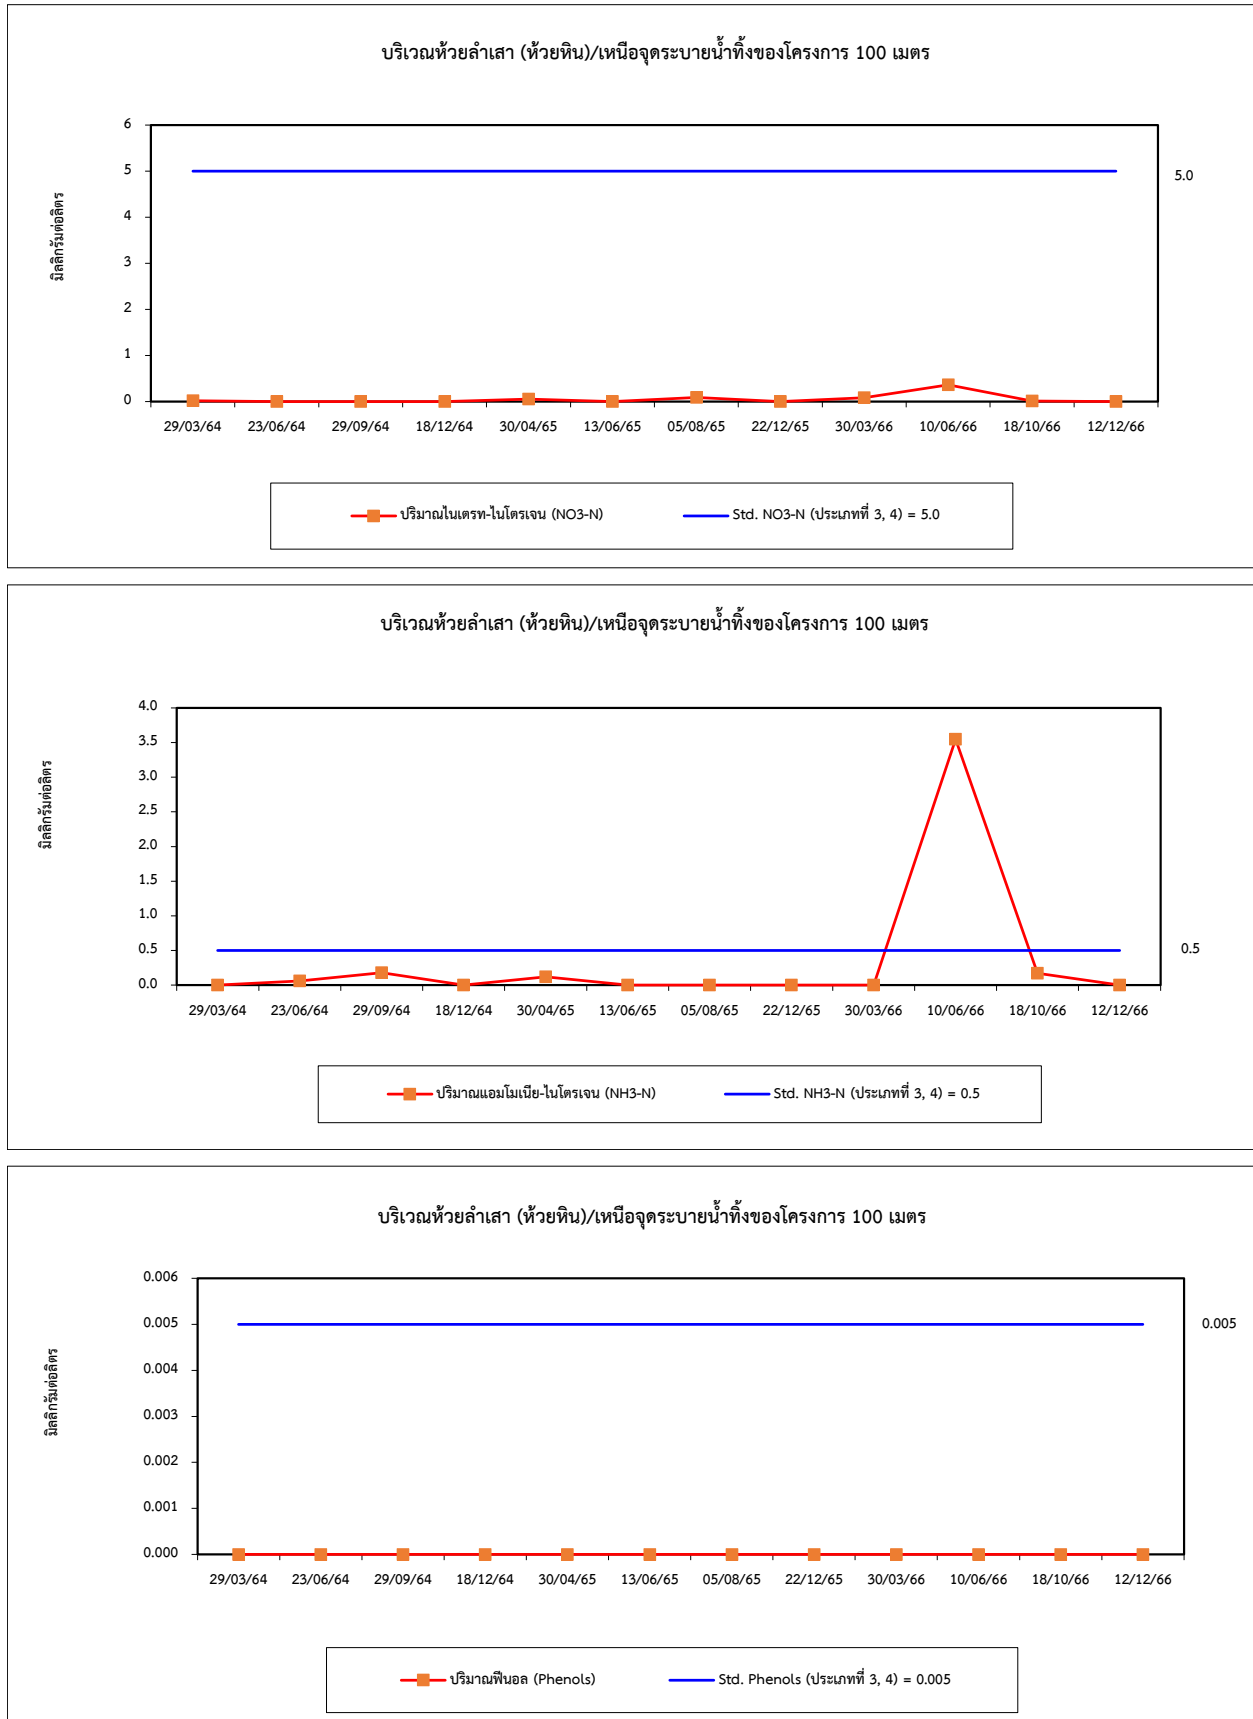 บริเวณห้วยลำเสา (ห้วยหิน)/เหนือจุดระบายน้ำทิ้งของโครงการ 100 เมตร
มิลลิกรัมต่อลิตร
6
5
4
3
2
1
0
5.0
29/03/64 23/06/64 29/09/64 18/12/64 30/04/65 13/06/65 05/08/65 22/12/65 30/03/66 10/06/66 18/10/66 12/12/66
ปริมาณไนเตรท-ไนโตรเจน (NO3-N) Std. NO3-N (ประเภทที่ 3, 4) = 5.0
บริเวณห้วยลำเสา (ห้วยหิน)/เหนือจุดระบายน้ำทิ้งของโครงการ 100 เมตร
มิลลิกรัมต่อลิตร
4.0
3.5
3.0
2.5
2.0
1.5
1.0
0.5
0.0
0.5
29/03/64 23/06/64 29/09/64 18/12/64 30/04/65 13/06/65 05/08/65 22/12/65 30/03/66 10/06/66 18/10/66 12/12/66
ปริมาณแอมโมเนีย-ไนโตรเจน (NH3-N) Std. NH3-N (ประเภทที่ 3, 4) = 0.5
บริเวณห้วยลำเสา (ห้วยหิน)/เหนือจุดระบายน้ำทิ้งของโครงการ 100 เมตร
มิลลิกรัมต่อลิตร
0.006
0.005
0.004
0.003
0.002
0.001
0.000
0.005
29/03/64 23/06/64 29/09/64 18/12/64 30/04/65 13/06/65 05/08/65 22/12/65 30/03/66 10/06/66 18/10/66 12/12/66
ปริมาณฟีนอล (Phenols) Std. Phenols (ประเภทที่ 3, 4) = 0.005